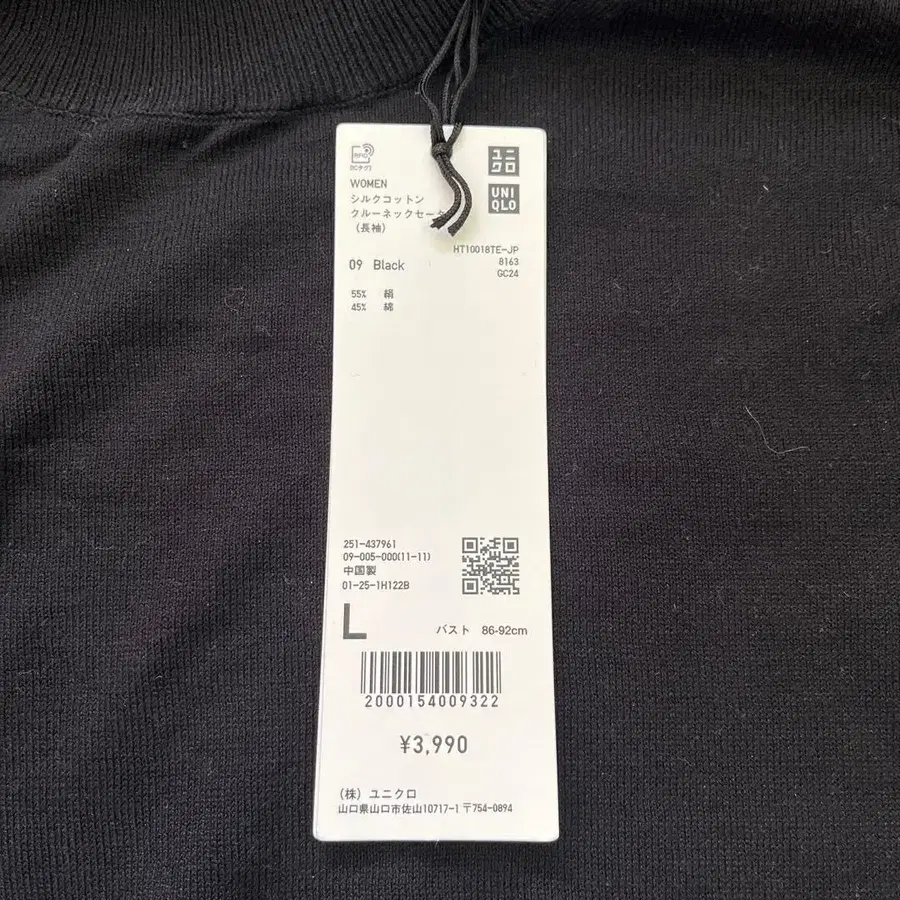 RFID
(ICタグ)
ユニ
クロ
UNI
QLO
WOMEN
シルクコットン
クルーネックセー
(長袖)
HT10018TE-JP
8163
GC24
09 Black
55% 絹
45% 綿
251-437961
09-005-000(11-11)
中国製
01-25-1H122B
L バスト 86-92cm
2000154009322
¥3,990
(株) ユニクロ
山口県山口市佐山10717-1 〒754-0894